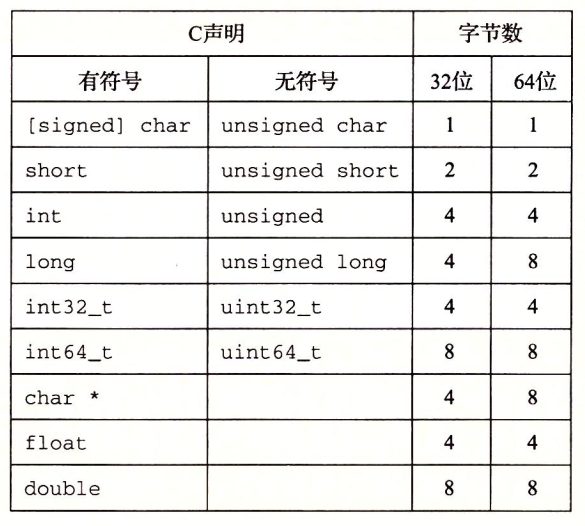 C声明 字节数
有符号 无符号 32位 64位
[signed] char unsigned char 1 1
short unsigned short 2 2
int unsigned 4 4
long unsigned long 4 8
int32_t uint32_t 4 4
int64_t uint64_t 8 8
char * 4 8
float 4 4
double 8 8